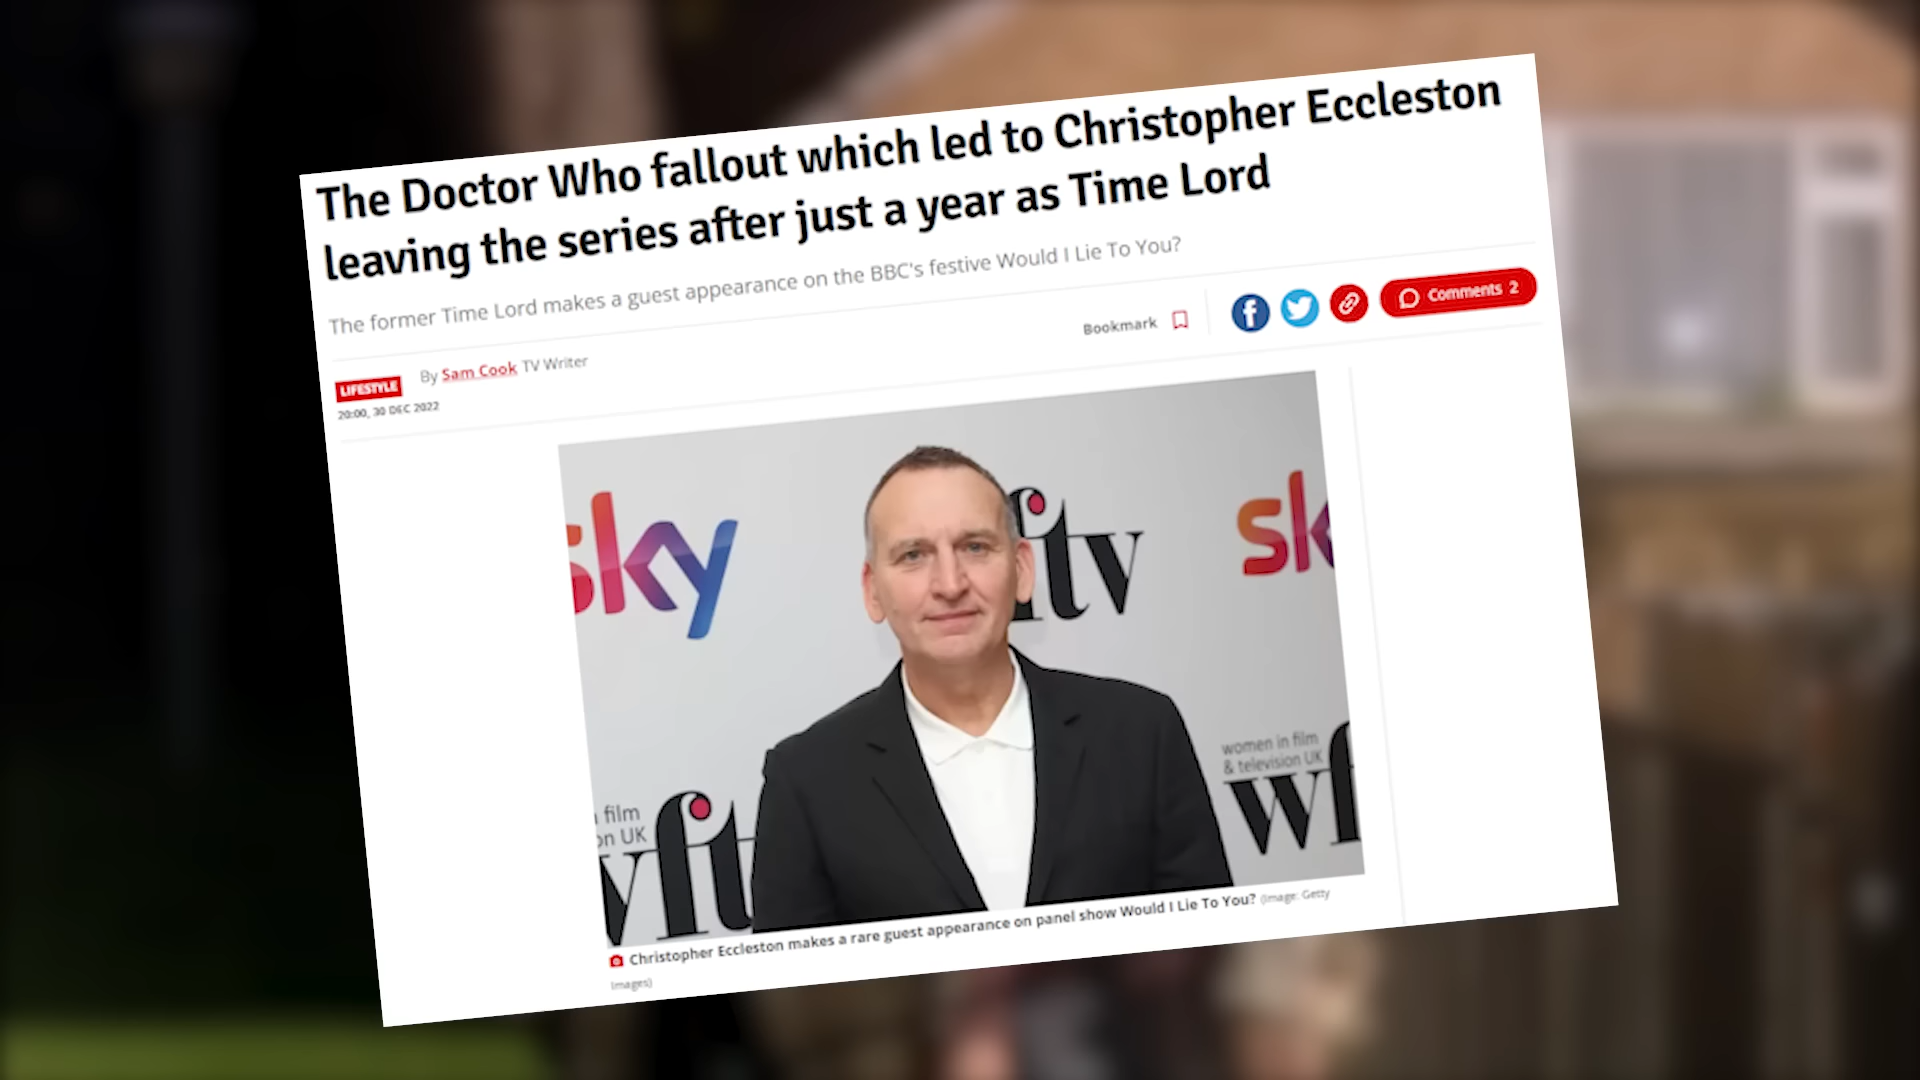 The Doctor Who fallout which led to Christopher Eccleston
leaving the series after just a year as Time Lord
The former Time Lord makes a guest appearance on the BBC's festive Would I Lie To You?
LIFESTYLE
By Sam Cook TV Writer
20:00, 30 DEC 2022
Bookmark
Comments 2
sky
ftv
sk
women in film
& television UK
wf
film
on UK
wft
Christopher Eccleston makes a rare guest appearance on panel show Would I Lie To You? (Image: Getty
Images)